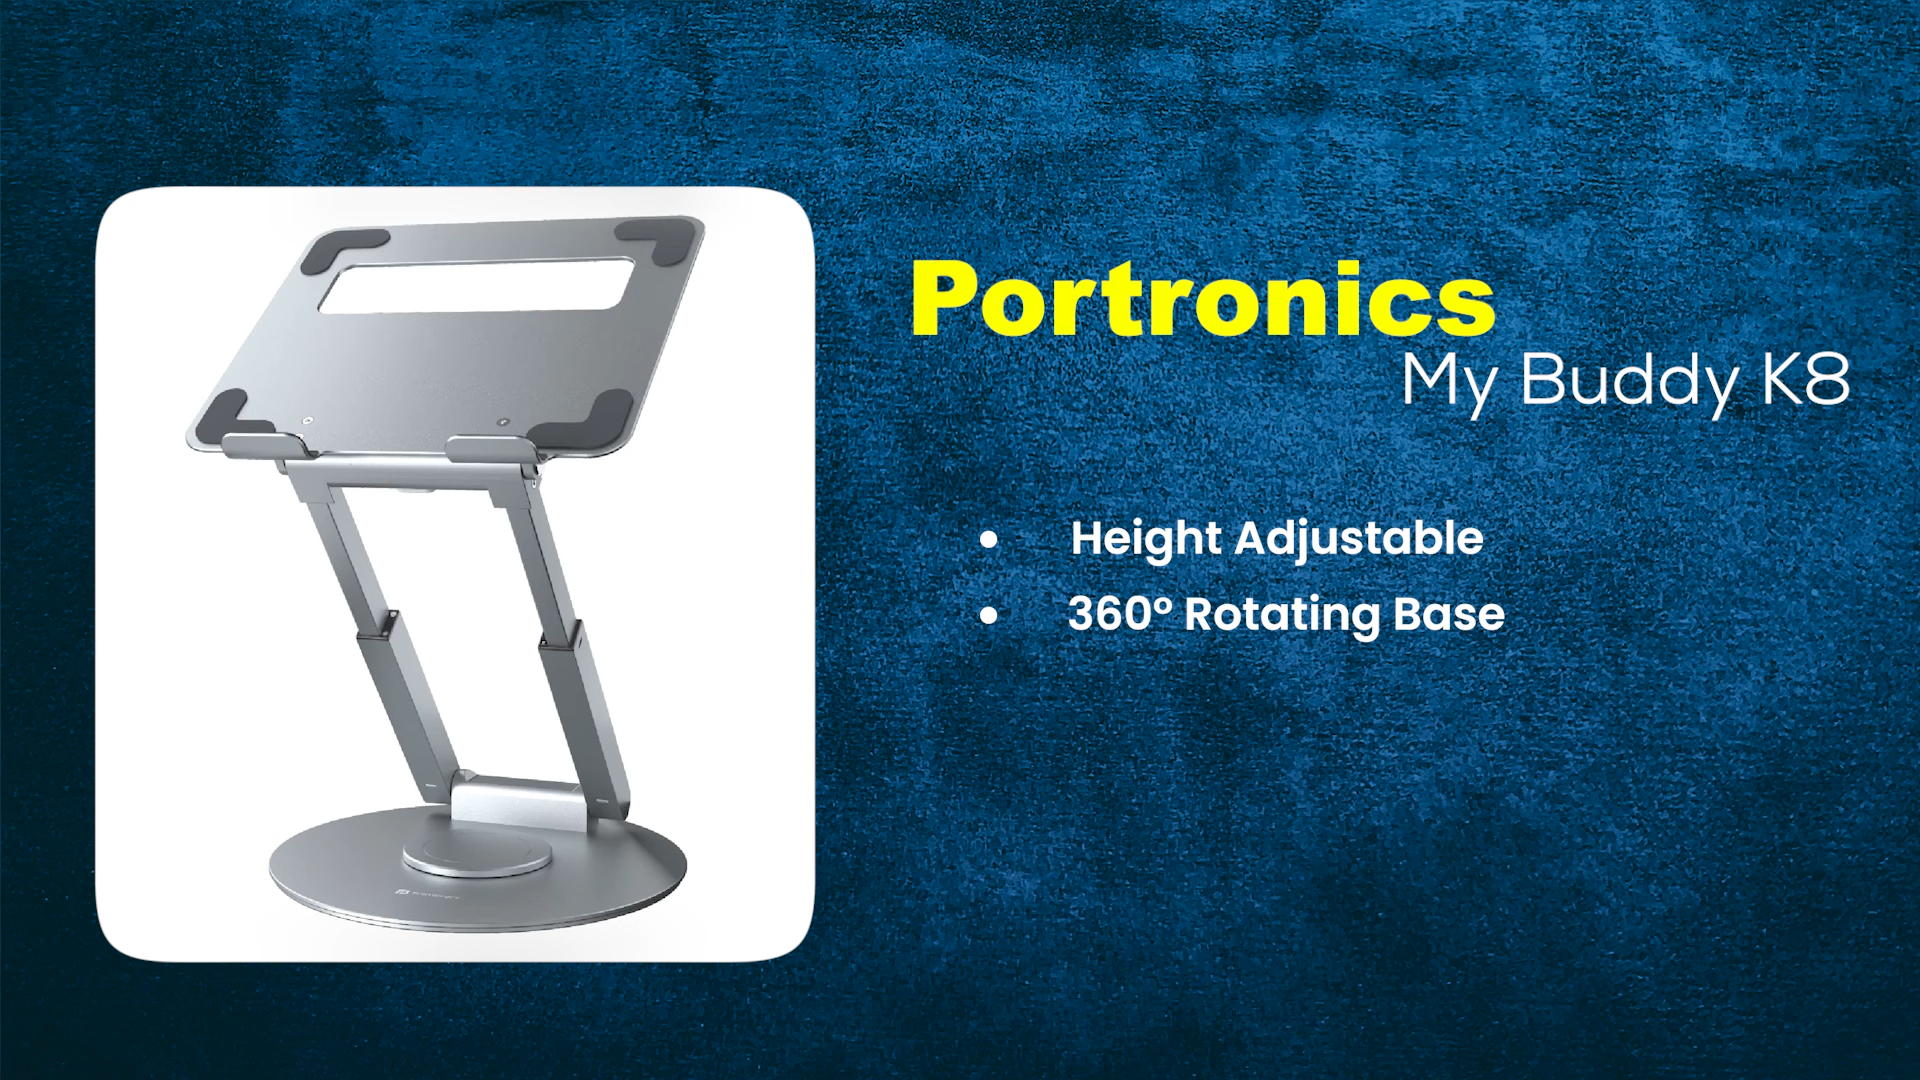 Portronics
My Buddy K8
Height Adjustable
360° Rotating Base